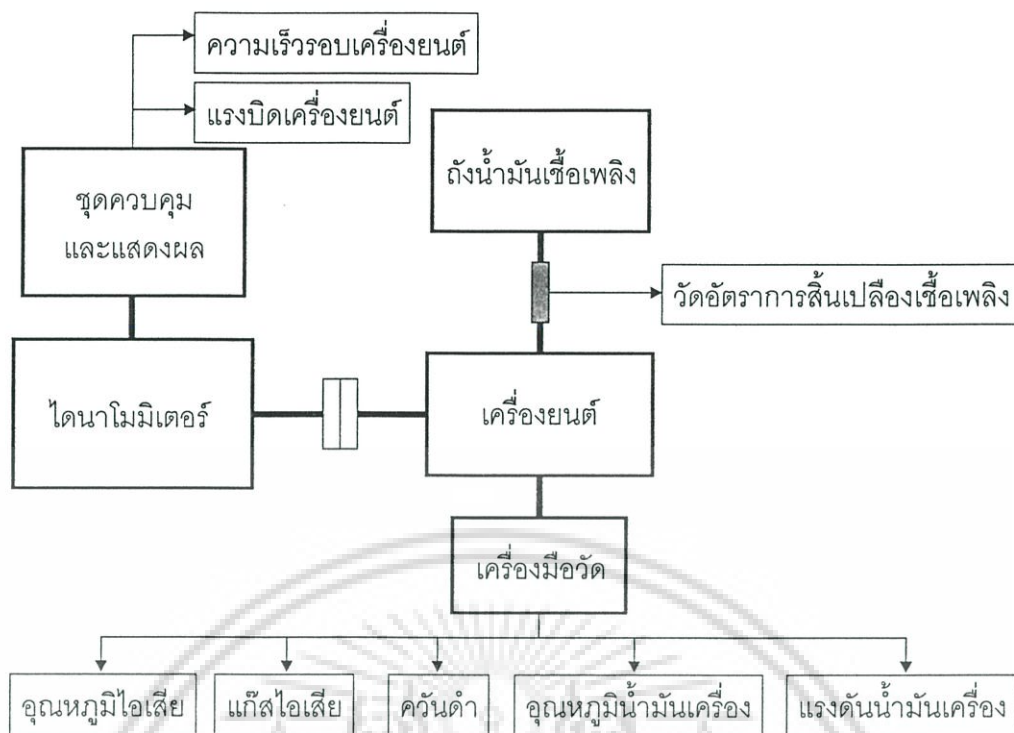 ความเร็วรอบเครื่องยนต์
แรงบิดเครื่องยนต์
ชุดควบคุม
และแสดงผล
ถังน้ำมันเชื้อเพลิง
วัดอัตราการสิ้นเปลืองเชื้อเพลิง
ไดนาโมมิเตอร์
เครื่องยนต์
เครื่องมือวัด
อุณหภูมิไอเสีย
แก๊สไอเสีย
ควันดำ
อุณหภูมิน้ำมันเครื่อง
แรงดันน้ำมันเครื่อง